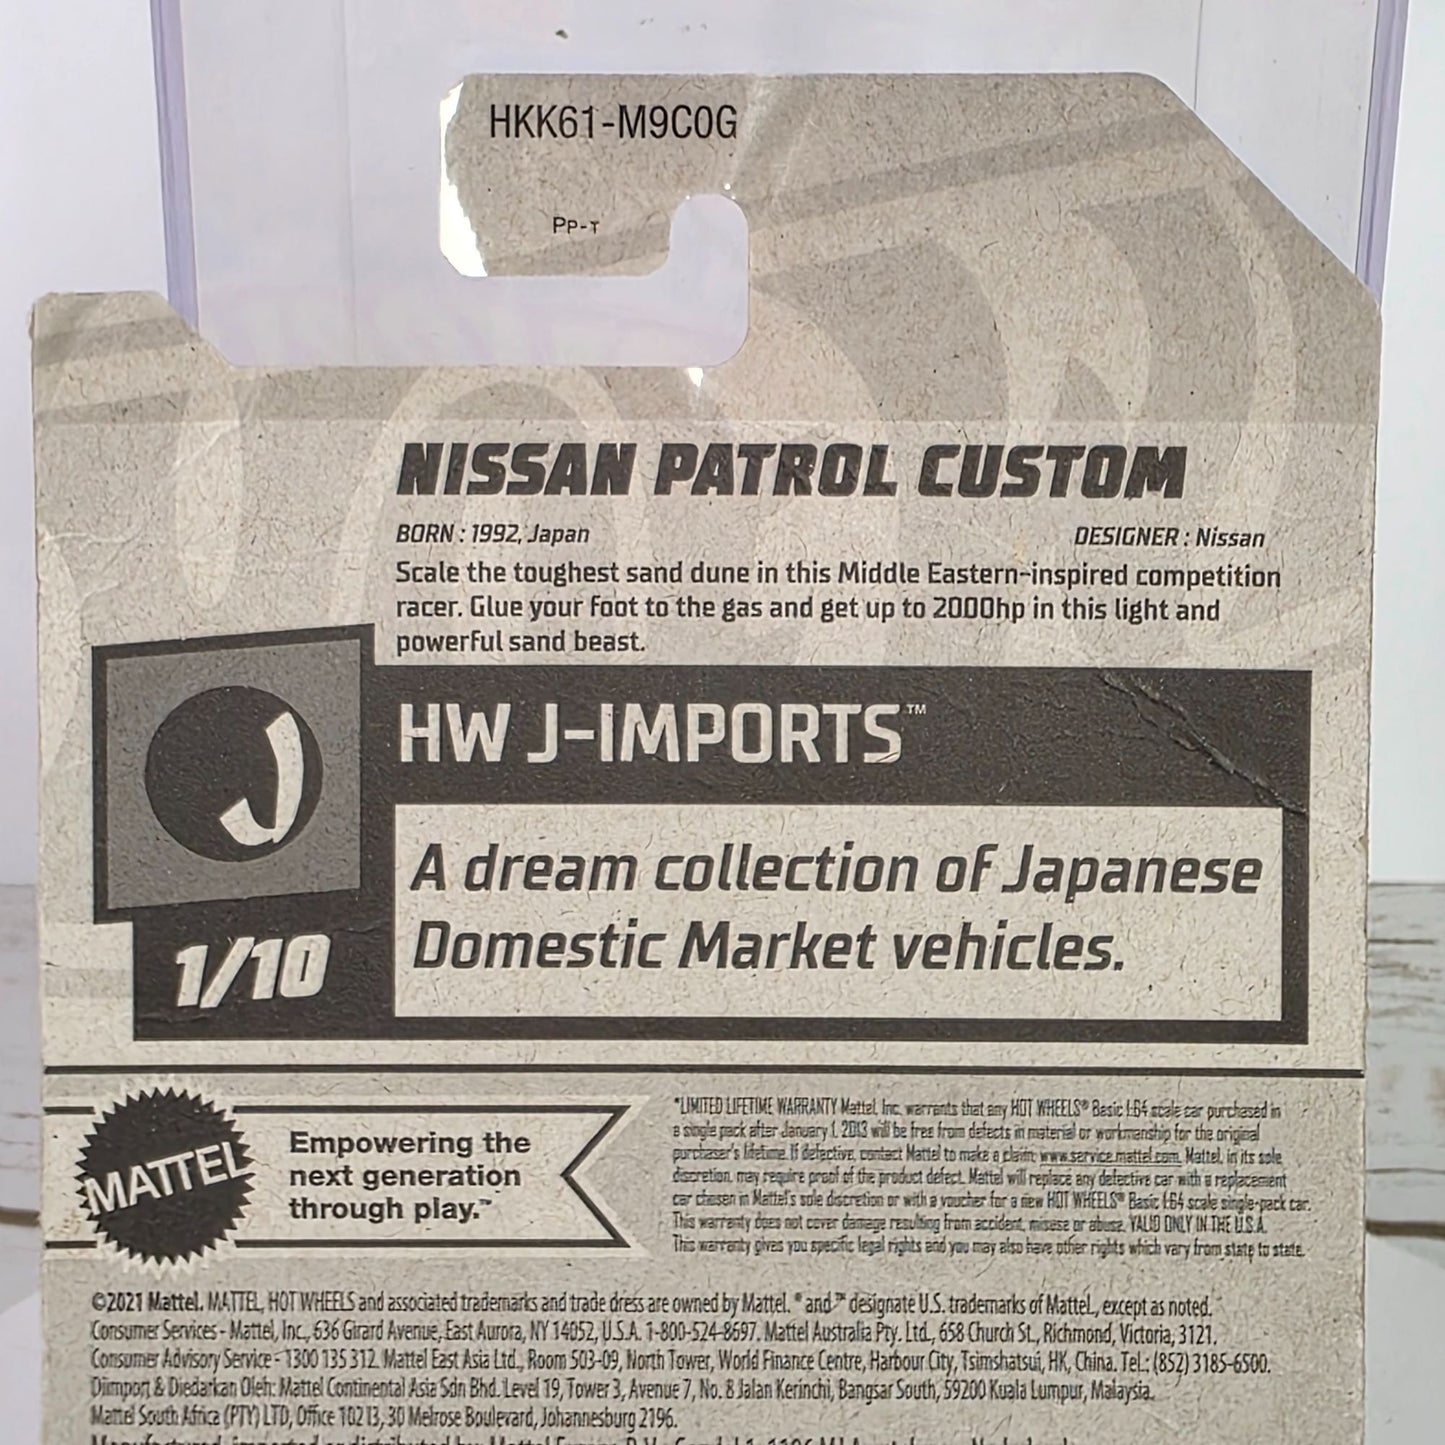 HKK61-M9C0G
PP-T
NISSAN PATROL CUSTOM
BORN : 1992, Japan
DESIGNER : Nissan
Scale the toughest sand dune in this Middle Eastern-inspired competition
racer. Glue your foot to the gas and get up to 2000hp in this light and
powerful sand beast.
J
HW J-IMPORTS™
A dream collection of Japanese
Domestic Market vehicles.
1/10
MATTEL
Empowering the
next generation
through play.™
*LIMITED LIFETIME WARRANTY Mattel, Inc. warrants that any HOT WHEELS® Basic 1:64 scale car purchased in
a single pack after January 1, 2013 will be free from defects in material or workmanship for the original
purchaser's lifetime. If defective, contact Mattel to make a claim: www.service.mattel.com. Mattel, in its sole
discretion, may require proof of the product defect. Mattel will replace any defective car with a replacement
car chosen in Mattel's sole discretion or with a voucher for a new HOT WHEELS® Basic 1:64 scale single-pack car.
This warranty does not cover damage resulting from accident, misuse or abuse. VALID ONLY IN THE U.S.A.
This warranty gives you specific legal rights and you may also have other rights which vary from state to state.
©2021 Mattel. MATTEL, HOT WHEELS and associated trademarks and trade dress are owned by Mattel. ® and ™ designate U.S. trademarks of Mattel, except as noted.
Consumer Services - Mattel, Inc., 636 Girard Avenue, East Aurora, NY 14052, U.S.A. 1-800-524-8697. Mattel Australia Pty. Ltd., 658 Church St., Richmond, Victoria, 3121.
Consumer Advisory Service - 1300 135 312. Mattel East Asia Ltd., Room 503-09, North Tower, World Finance Centre, Harbour City, Tsimshatsui, HK, China. Tel.: (852) 3185-6500.
Diimport & Diedarkan Oleh: Mattel Continental Asia Sdn Bhd. Level 19, Tower 3, Avenue 7, No. 8 Jalan Kerinchi, Bangsar South, 59200 Kuala Lumpur, Malaysia.
Mattel South Africa (PTY) LTD, Office 102 I3, 30 Melrose Boulevard, Johannesburg 2196.